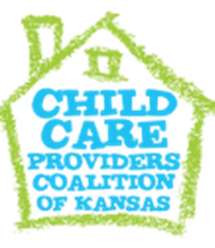 CHILD
CARE
PROVIDERS
COALITION
OF KANSAS